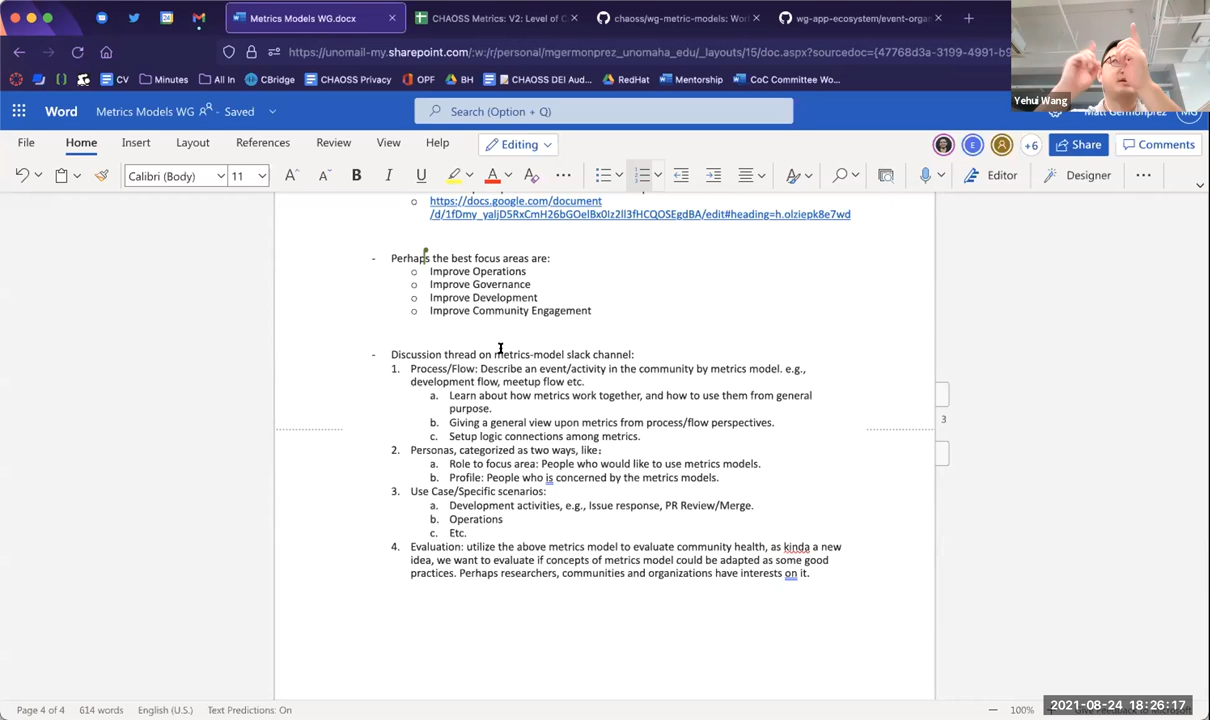 Metrics Models WG.docx
CHAOSS Metrics: V2: Level of C
chaoss/wg-metric-models: Wor
wg-app-ecosystem/event-orga
https://unomail-my.sharepoint.com/:w:/r/personal/mgermonprez_unomaha_edu/_layouts/15/doc.aspx?sourcedoc={47768d3a-3199-4991-b9
CV Minutes All In CBridge CHAOSS Privacy OPF BH CHAOSS DEI Aud... RedHat Mentorship CoC Committee Wo...
Yehui Wang
Word Metrics Models WG - Saved Search (Option + Q) Matt Germonprez MG
File Home Insert Layout References Review View Help Editing +6 Share Comments
Calibri (Body) 11 A A B I U A A Editor Designer
https://docs.google.com/document
- Perhaps the best focus areas are:
o Improve Operations
o Improve Governance
o Improve Development
o Improve Community Engagement
- Discussion thread on metrics-model slack channel:
1. Process/Flow: Describe an event/activity in the community by metrics model. e.g.,
development flow, meetup flow etc.
a. Learn about how metrics work together, and how to use them from general
purpose.
b. Giving a general view upon metrics from process/flow perspectives.
c. Setup logic connections among metrics.
2. Personas, categorized as two ways, like:
a. Role to focus area: People who would like to use metrics models.
b. Profile: People who is concerned by the metrics models.
3. Use Case/Specific scenarios:
a. Development activities, e.g., Issue response, PR Review/Merge.
b. Operations
c. Etc.
4. Evaluation: utilize the above metrics model to evaluate community health, as kinda a new
idea, we want to evaluate if concepts of metrics model could be adapted as some good
practices. Perhaps researchers, communities and organizations have interests on it.
3
Page 4 of 4 614 words English (U.S.) Text Predictions: On 100%
2021-08-24 18:26:17